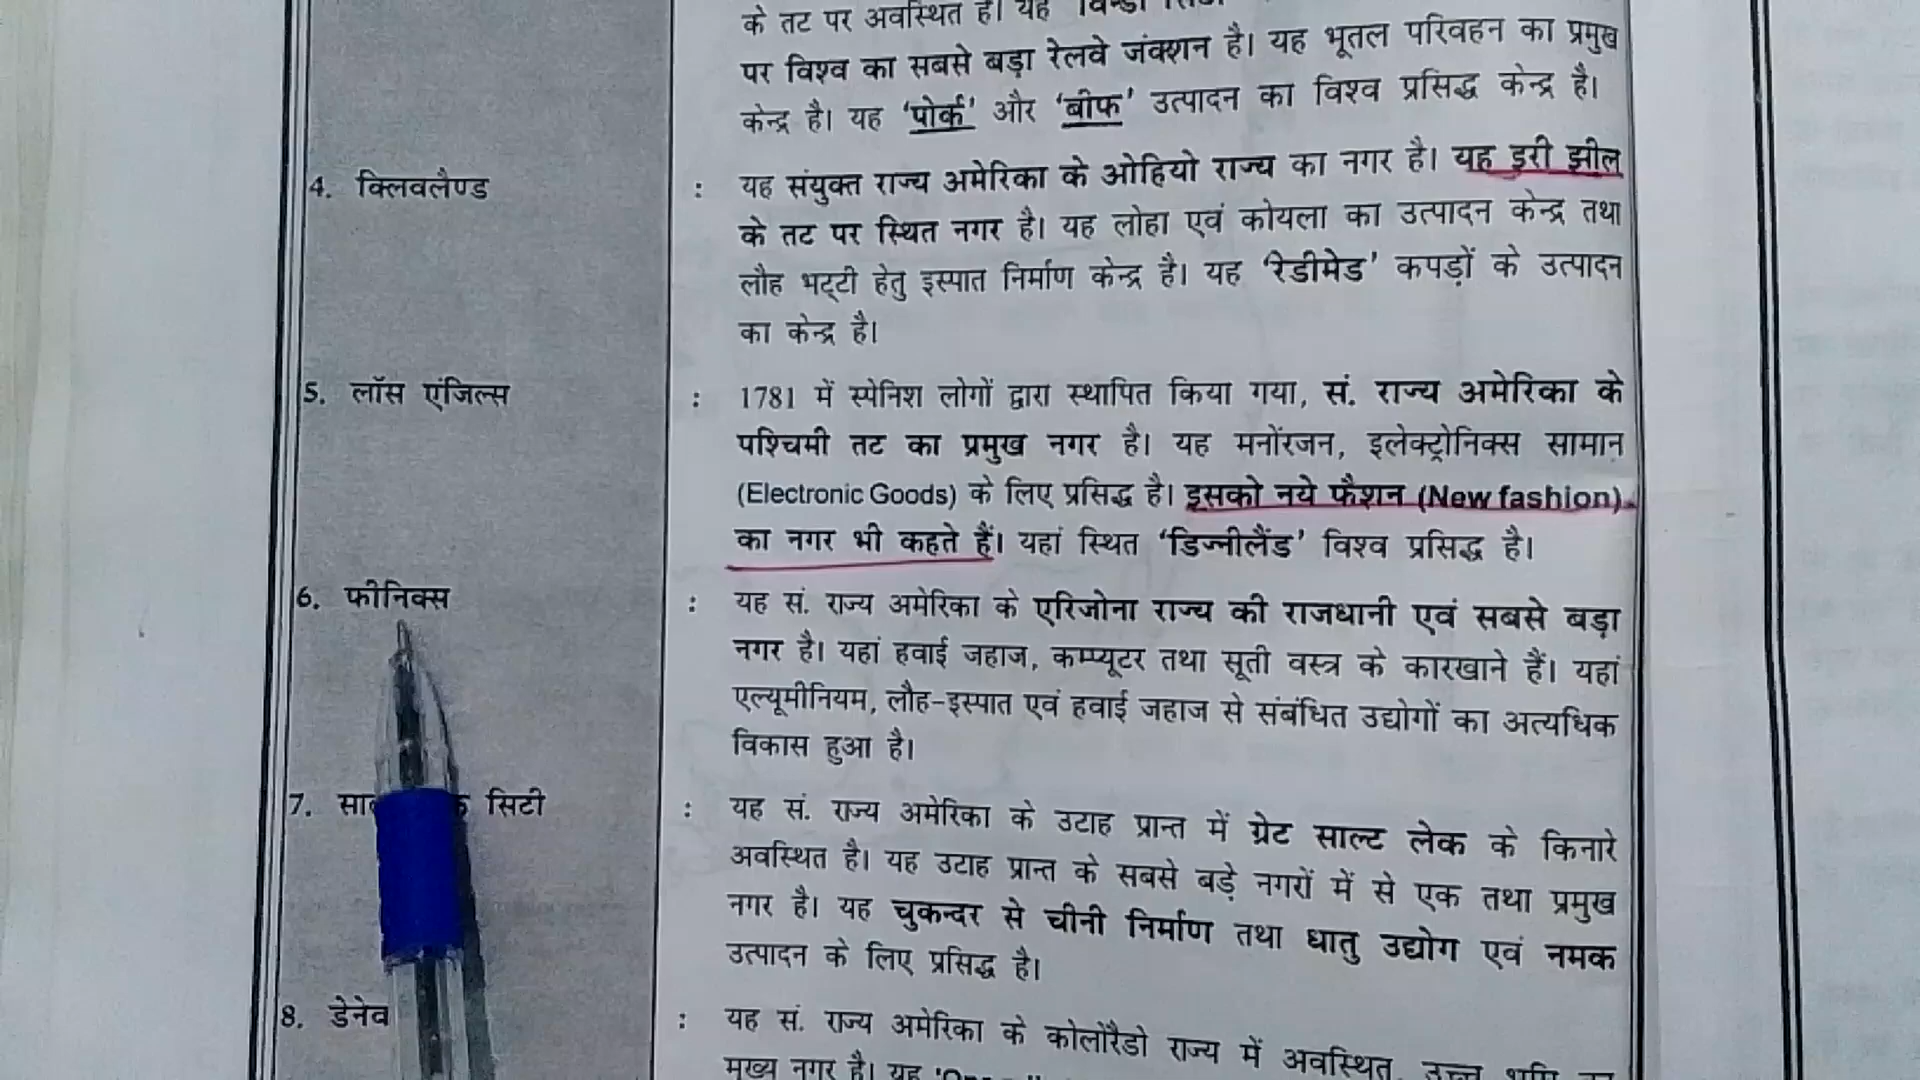 के तट पर अवस्थित है। यह
पर विश्व का सबसे बड़ा रेलवे जंक्शन है। यह भूतल परिवहन का प्रमुख
केन्द्र है। यह ‘पोर्क’ और ‘बीफ’ उत्पादन का विश्व प्रसिद्ध केन्द्र है।
4. क्लिवलैण्ड : यह संयुक्त राज्य अमेरिका के ओहियो राज्य का नगर है। यह इरी झील
के तट पर स्थित नगर है। यह लोहा एवं कोयला का उत्पादन केन्द्र तथा
लौह भट्टी हेतु इस्पात निर्माण केन्द्र है। यह ‘रेडीमेड’ कपड़ों के उत्पादन
का केन्द्र है।
5. लॉस एंजिल्स : 1781 में स्पेनिश लोगों द्वारा स्थापित किया गया, सं. राज्य अमेरिका के
पश्चिमी तट का प्रमुख नगर है। यह मनोंरजन, इलेक्ट्रोनिक्स सामान
(Electronic Goods) के लिए प्रसिद्ध है। इसको नये फैशन (New fashion)
का नगर भी कहते हैं। यहां स्थित ‘डिज्नीलैंड’ विश्व प्रसिद्ध है।
6. फीनिक्स : यह सं. राज्य अमेरिका के एरिजोना राज्य की राजधानी एवं सबसे बड़ा
नगर है। यहां हवाई जहाज, कम्प्यूटर तथा सूती वस्त्र के कारखाने हैं। यहां
एल्यूमीनियम, लौह-इस्पात एवं हवाई जहाज से संबंधित उद्योगों का अत्यधिक
विकास हुआ है।
7. सिटी : यह सं. राज्य अमेरिका के उटाह प्रान्त में ग्रेट साल्ट लेक के किनारे
अवस्थित है। यह उटाह प्रान्त के सबसे बड़े नगरों में से एक तथा प्रमुख
नगर है। यह चुकन्दर से चीनी निर्माण तथा धातु उद्योग एवं नमक
उत्पादन के लिए प्रसिद्ध है।
8. डेनेव : यह सं. राज्य अमेरिका के कोलोरैडो राज्य में अवस्थित
मुख्य नगर है। यह